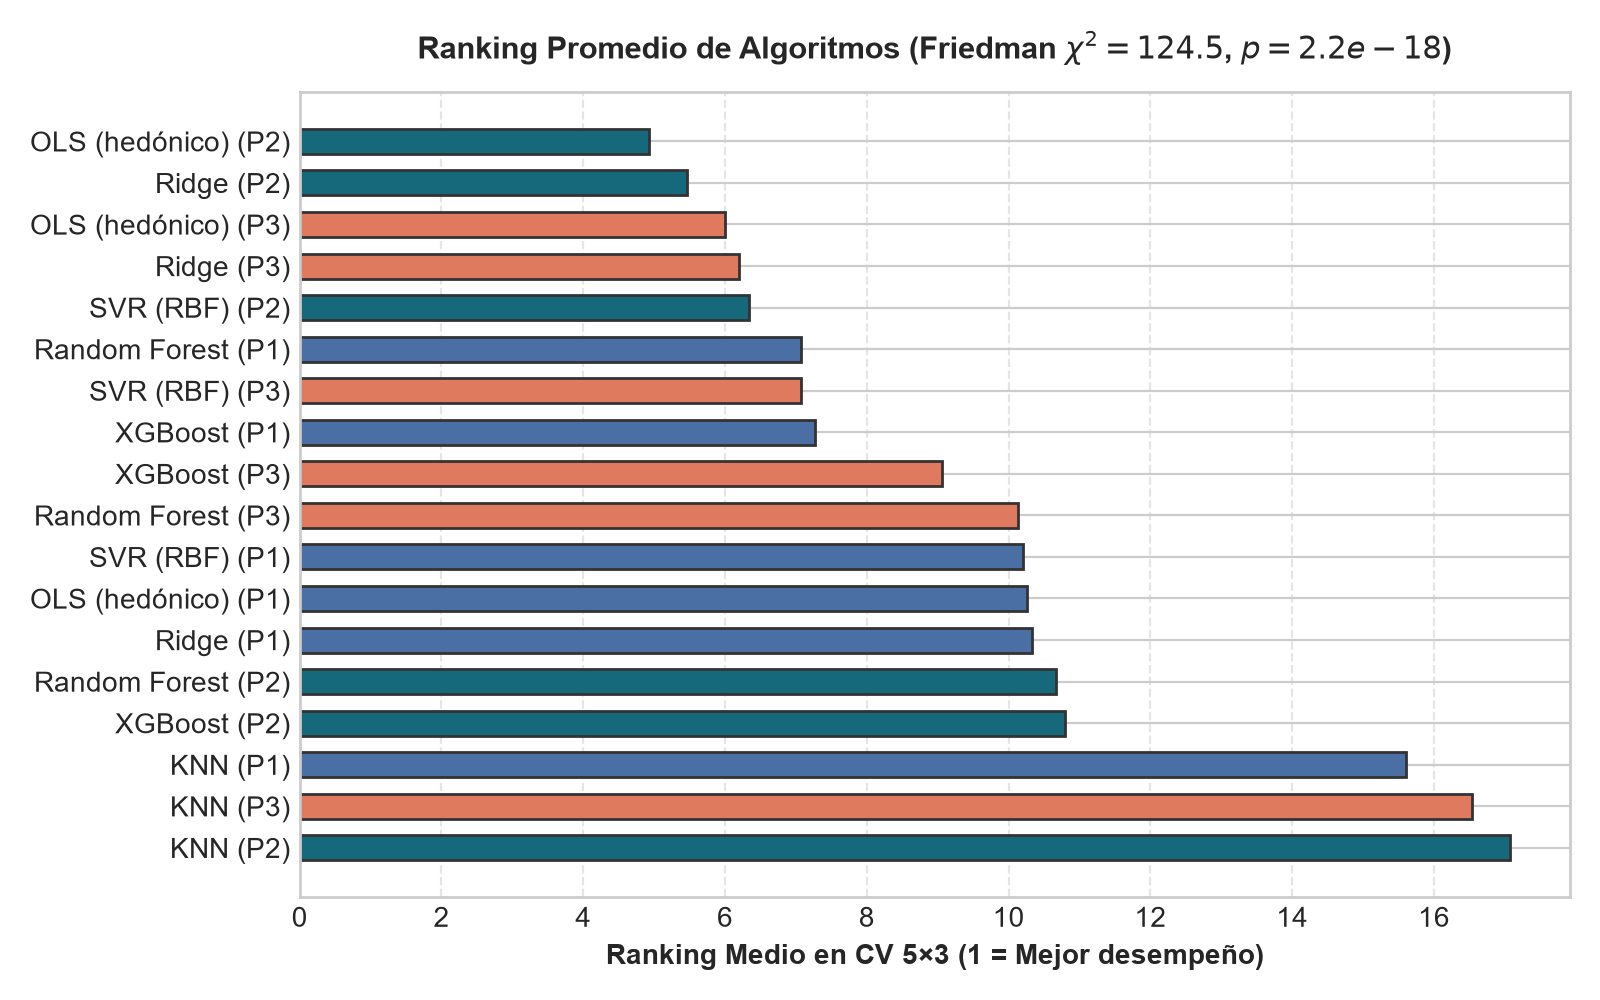 Ranking Promedio de Algoritmos (Friedman χ² = 124.5, p = 2.2e − 18)
OLS (hedónico) (P2)
Ridge (P2)
OLS (hedónico) (P3)
Ridge (P3)
SVR (RBF) (P2)
Random Forest (P1)
SVR (RBF) (P3)
XGBoost (P1)
XGBoost (P3)
Random Forest (P3)
SVR (RBF) (P1)
OLS (hedónico) (P1)
Ridge (P1)
Random Forest (P2)
XGBoost (P2)
KNN (P1)
KNN (P3)
KNN (P2)
0 2 4 6 8 10 12 14 16
Ranking Medio en CV 5×3 (1 = Mejor desempeño)